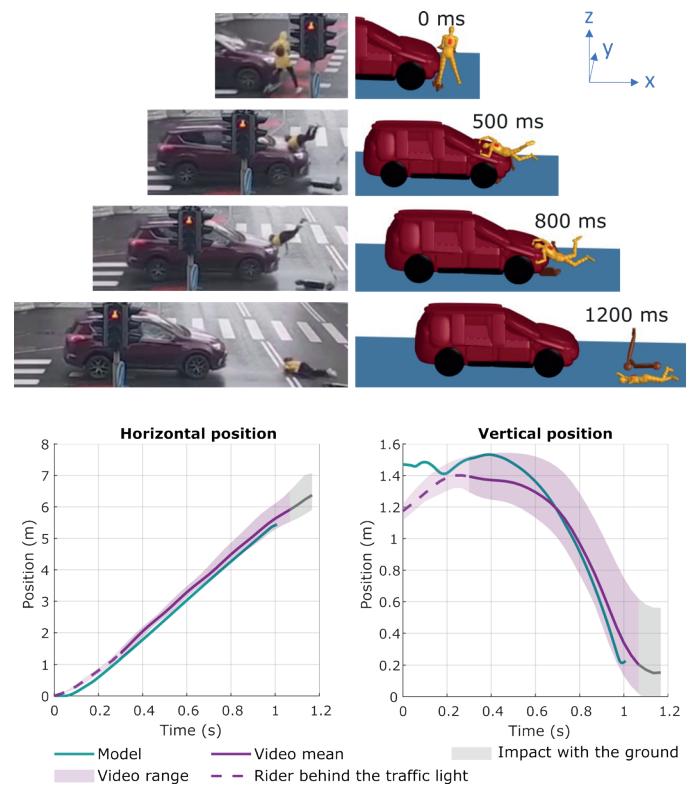 0 ms
z
y
x
500 ms
800 ms
1200 ms
Horizontal position
8
7
6
5
4
3
2
1
0
Position (m)
0 0.2 0.4 0.6 0.8 1 1.2
Time (s)
Vertical position
1.6
1.4
1.2
1
0.8
0.6
0.4
0.2
0
Position (m)
0 0.2 0.4 0.6 0.8 1 1.2
Time (s)
Model
Video mean
Impact with the ground
Video range
Rider behind the traffic light